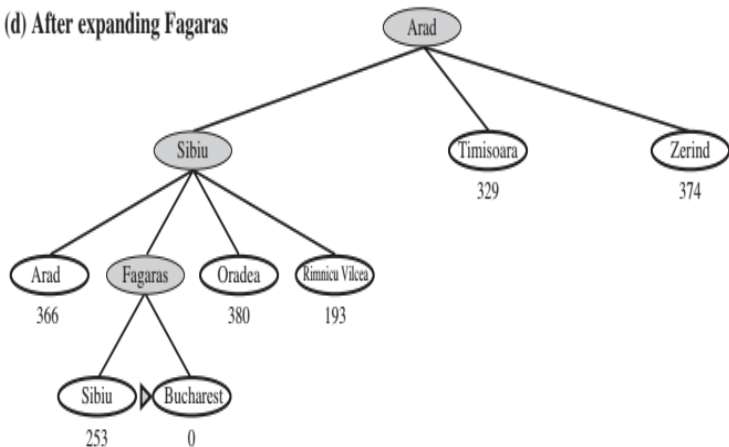 (d) After expanding Fagaras
Arad
Sibiu
Timisoara
Zerind
329
374
Arad
Fagaras
Oradea
Rimnicu Vilcea
366
380
193
Sibiu
Bucharest
253
0